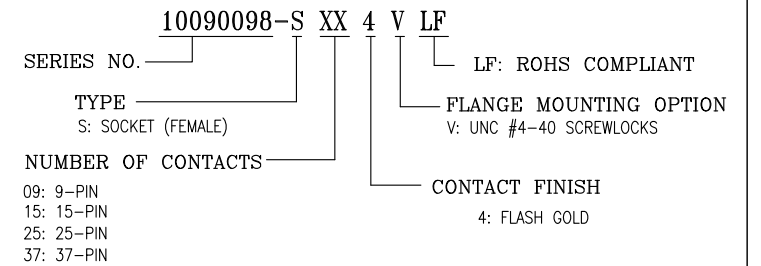 10090098-S XX 4 V LF
SERIES NO.
LF: ROHS COMPLIANT
TYPE
S: SOCKET (FEMALE)
FLANGE MOUNTING OPTION
V: UNC #4-40 SCREWLOCKS
NUMBER OF CONTACTS
09: 9-PIN
15: 15-PIN
25: 25-PIN
37: 37-PIN
CONTACT FINISH
4: FLASH GOLD